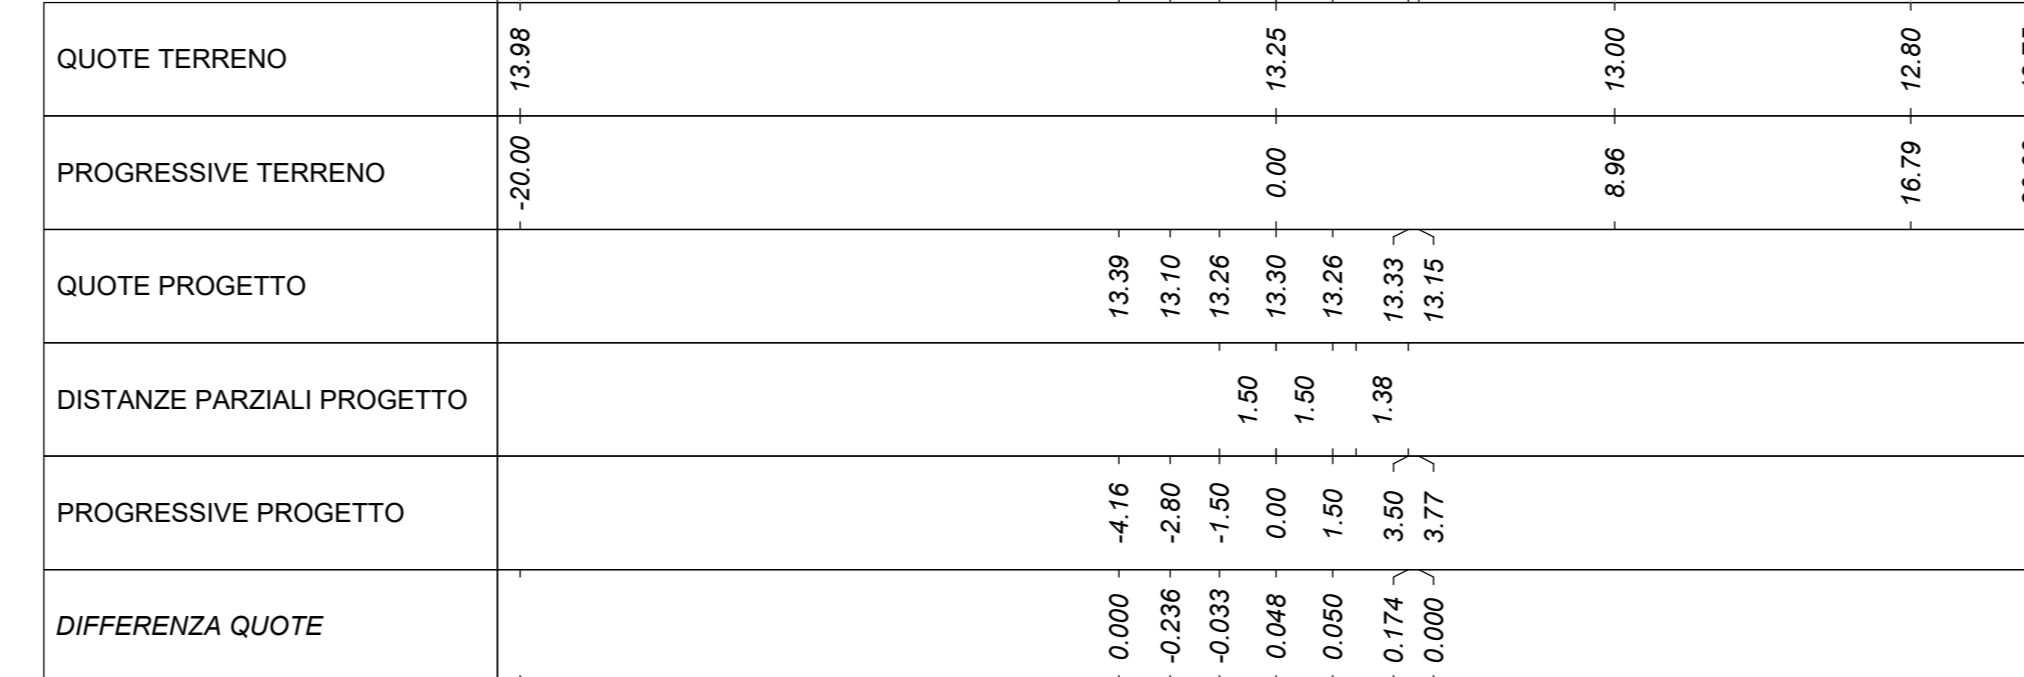 QUOTE TERRENO 13.98 13.25 13.00 12.80
PROGRESSIVE TERRENO -20.00 0.00 8.96 16.79
QUOTE PROGETTO 13.39 13.10 13.26 13.30 13.26 13.33 13.15
DISTANZE PARZIALI PROGETTO 1.50 1.50 1.38
PROGRESSIVE PROGETTO -4.16 -2.80 -1.50 0.00 1.50 3.50 3.77
DIFFERENZA QUOTE 0.000 -0.236 -0.033 0.048 0.050 0.174 0.000